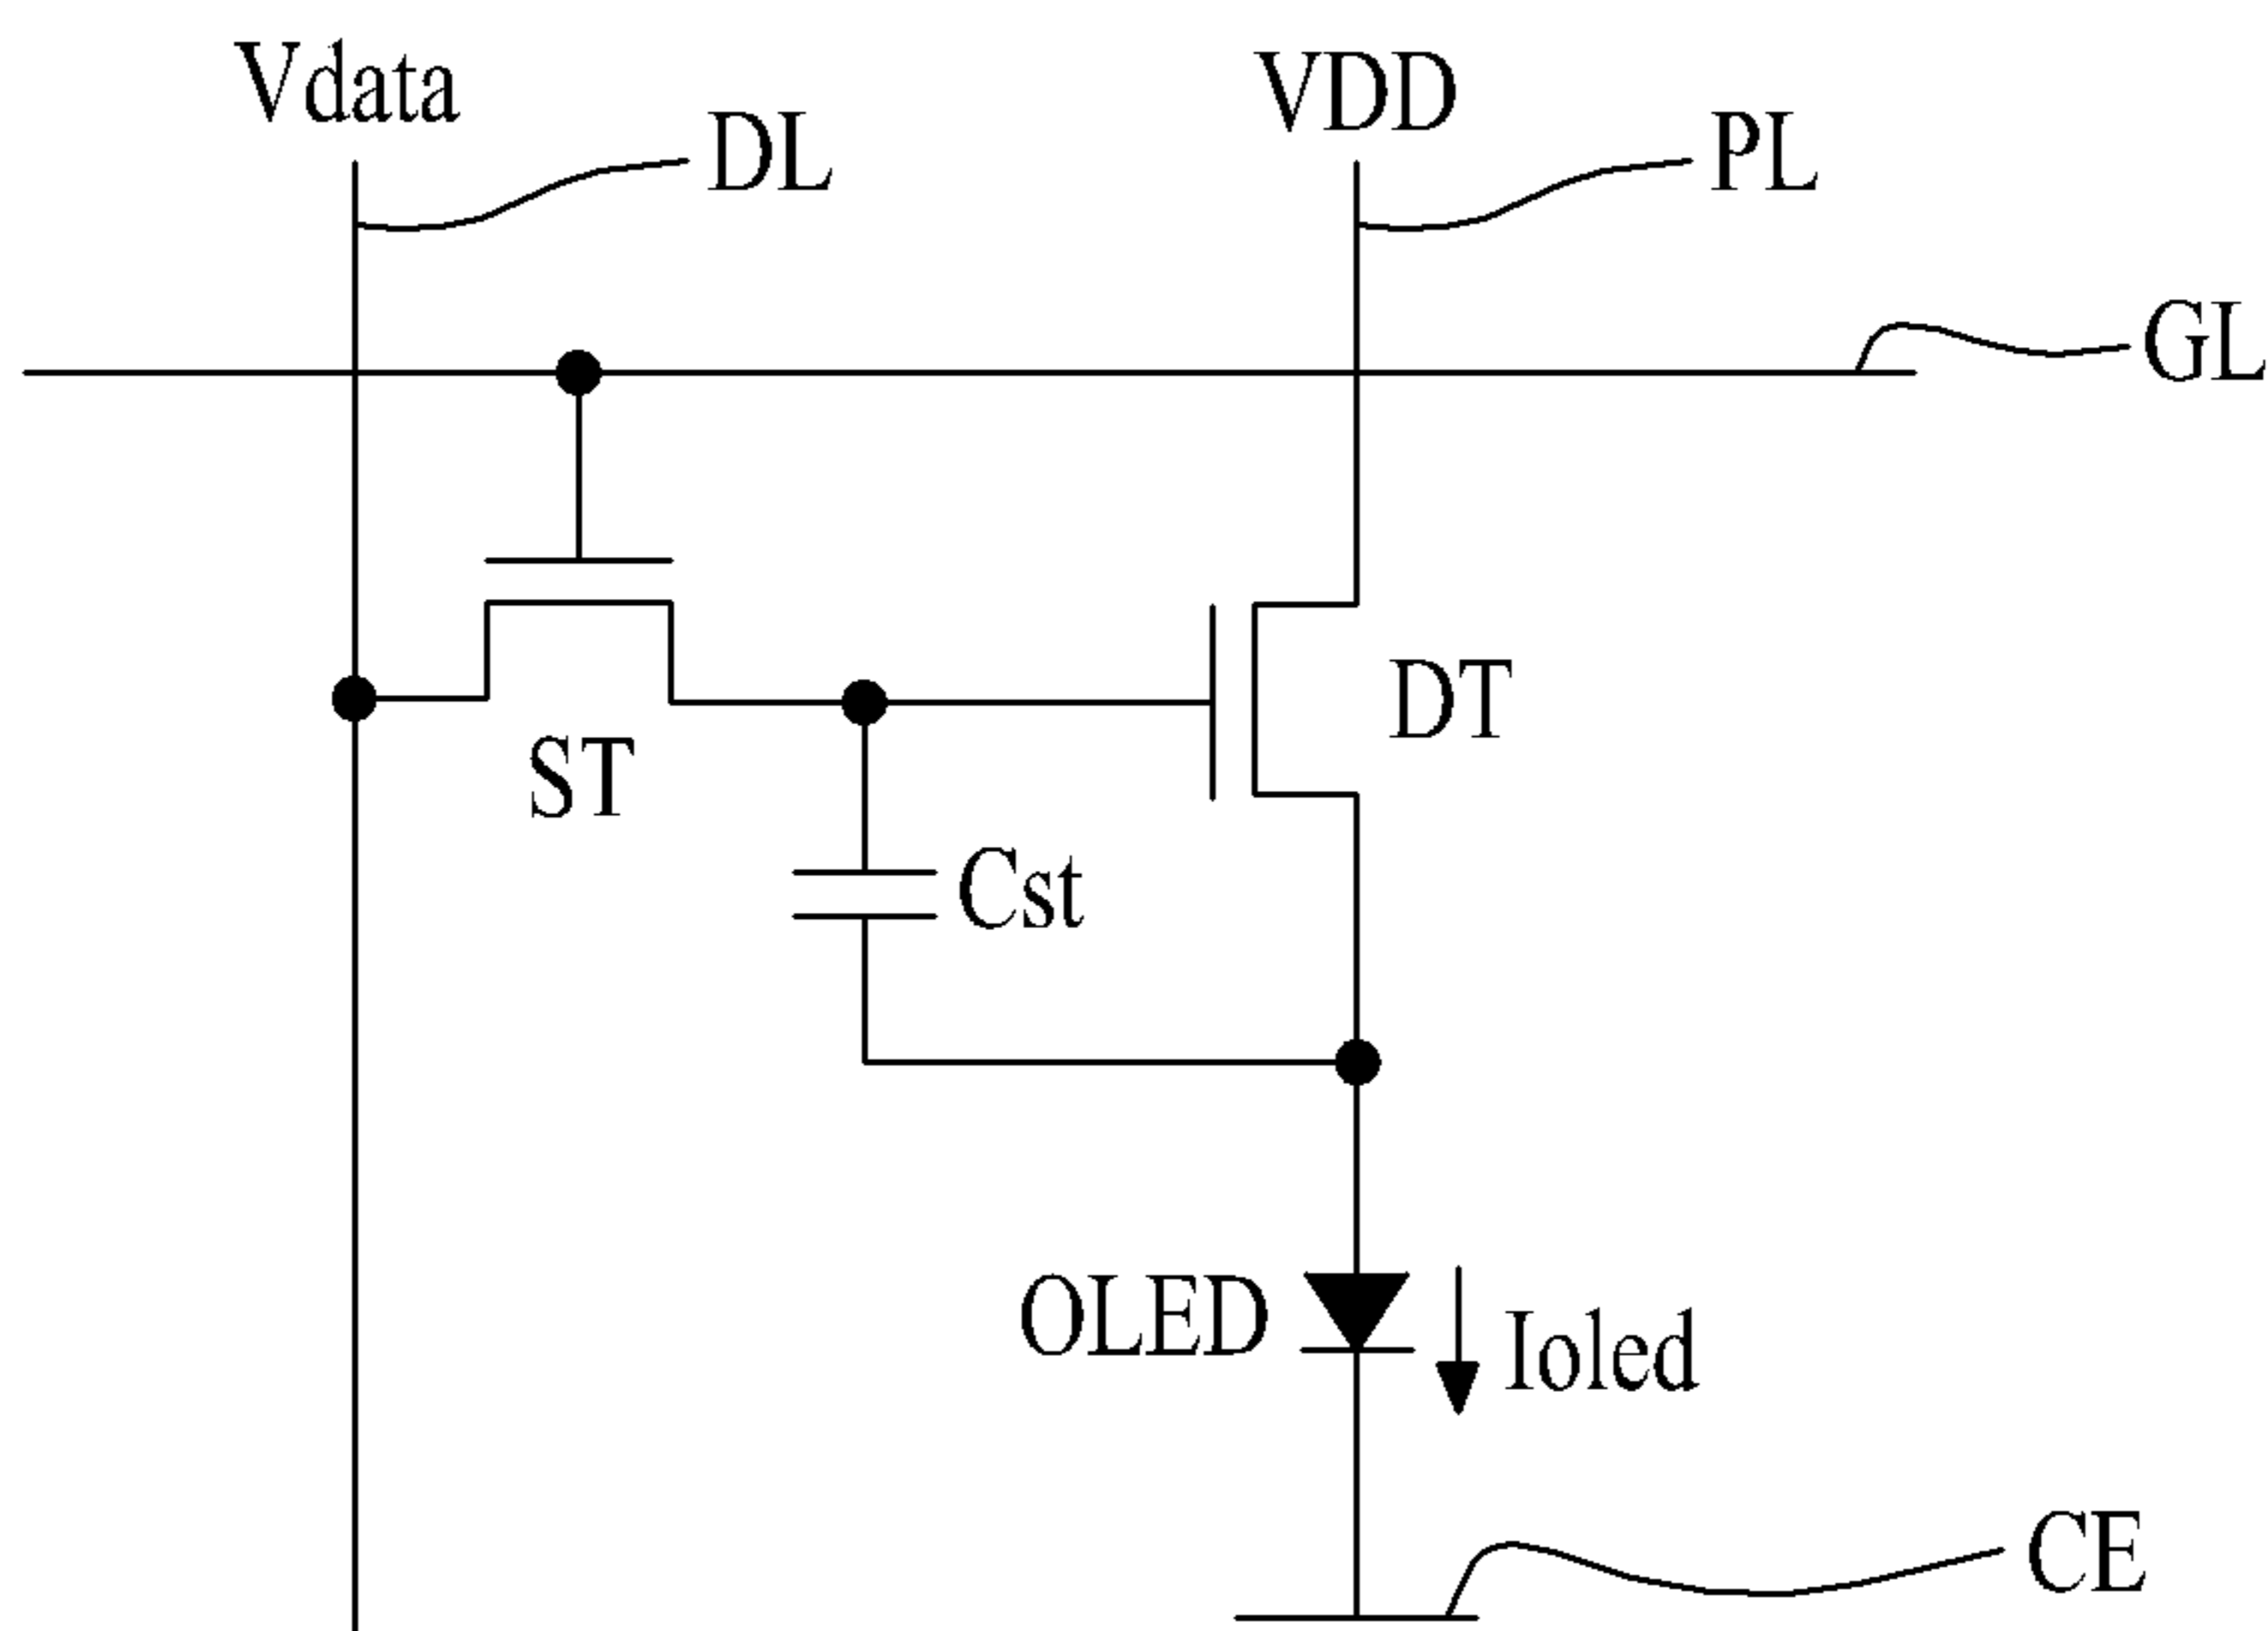 Vdata
VDD
DL
PL
GL
DT
ST
Cst
OLED
Ioled
CE